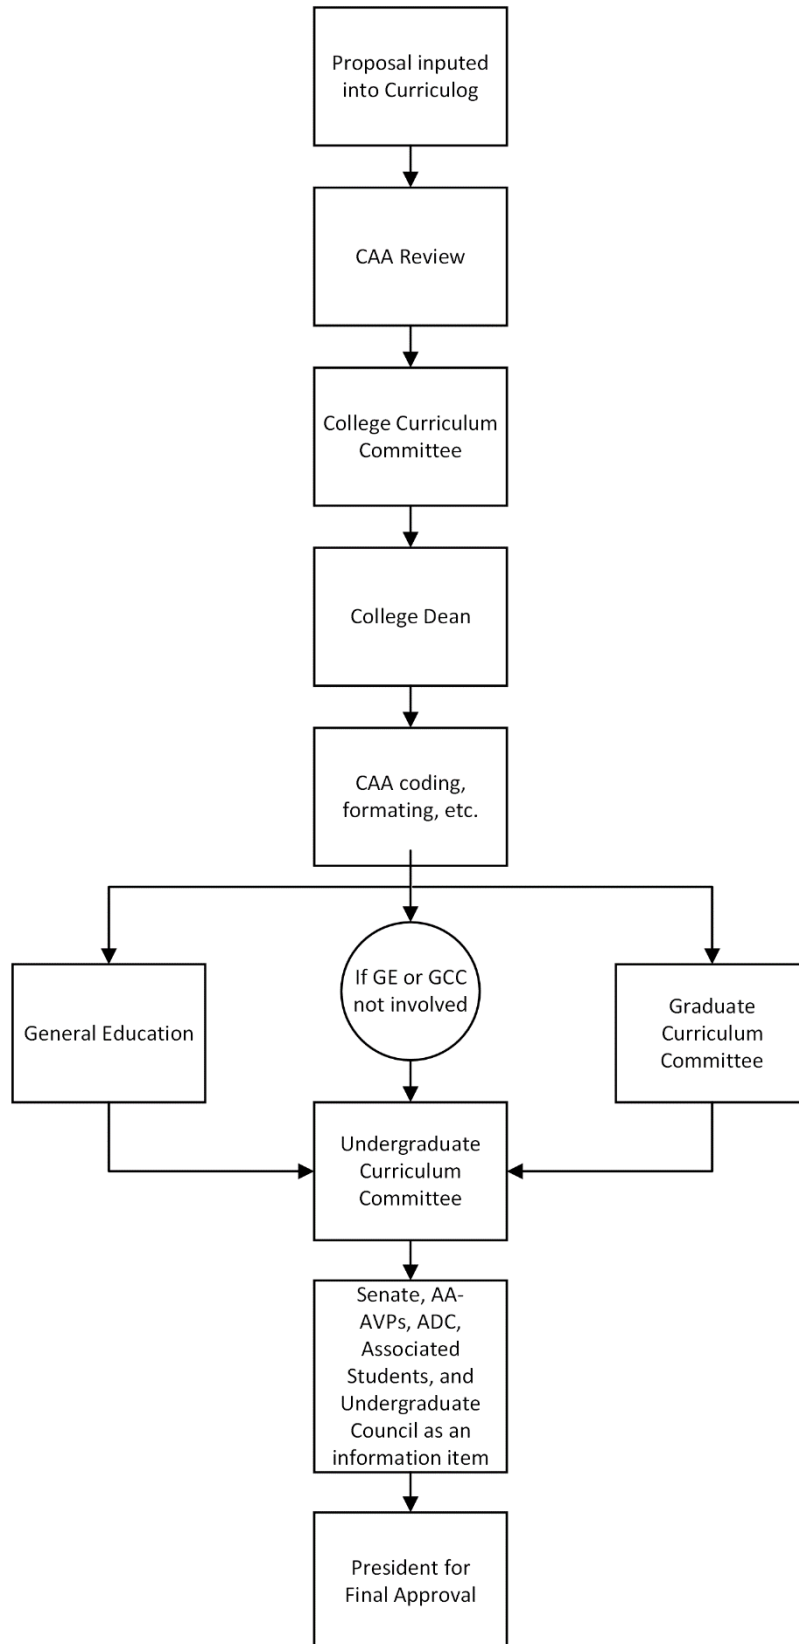 Proposal inputed
into Curriculog
CAA Review
College Curriculum
Committee
College Dean
CAA coding,
formating, etc.
General Education
If GE or GCC
not involved
Graduate
Curriculum
Committee
Undergraduate
Curriculum
Committee
Senate, AA-
AVPs, ADC,
Associated
Students, and
Undergraduate
Council as an
information item
President for
Final Approval